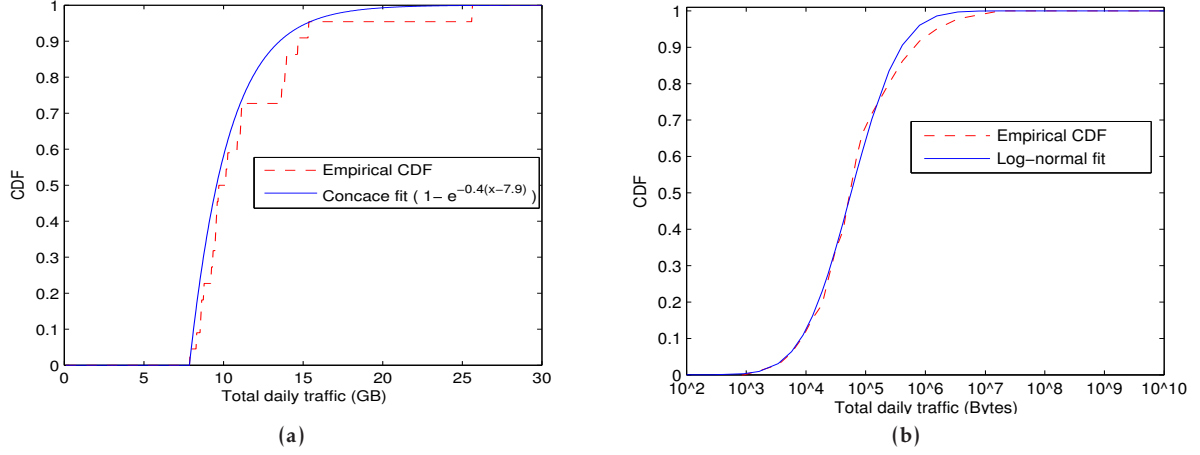 1
0.9
0.8
0.7
0.6
0.5
0.4
0.3
0.2
0.1
0
CDF
0 5 10 15 20 25 30
Total daily traffic (GB)
Empirical CDF
Concace fit ( 1− e^−0.4(x−7.9) )
(a)
1
0.9
0.8
0.7
0.6
0.5
0.4
0.3
0.2
0.1
0
CDF
10^2 10^3 10^4 10^5 10^6 10^7 10^8 10^9 10^10
Total daily traffic (Bytes)
Empirical CDF
Log−normal fit
(b)